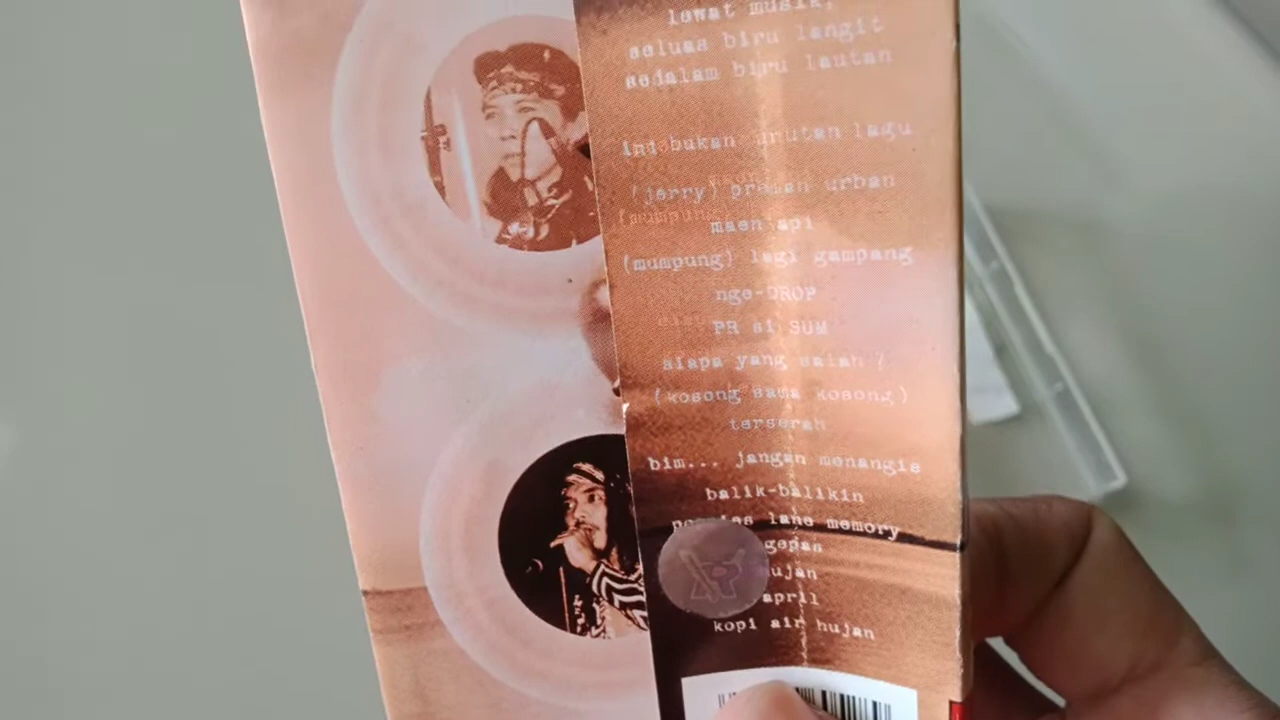 lewat musik,
seluas biru langit
sedalam biru lautan
ini bukan urutan lagu
(jerry) preman urban
maen api
(mumpung) lagi gampang
nge-DROP
PR si SUM
siapa yang salah ?
(kosong sama kosong)
terserah
bim... jangan menangis
balik-balikin
lane memory
gepas
ujan
april
kopi air hujan